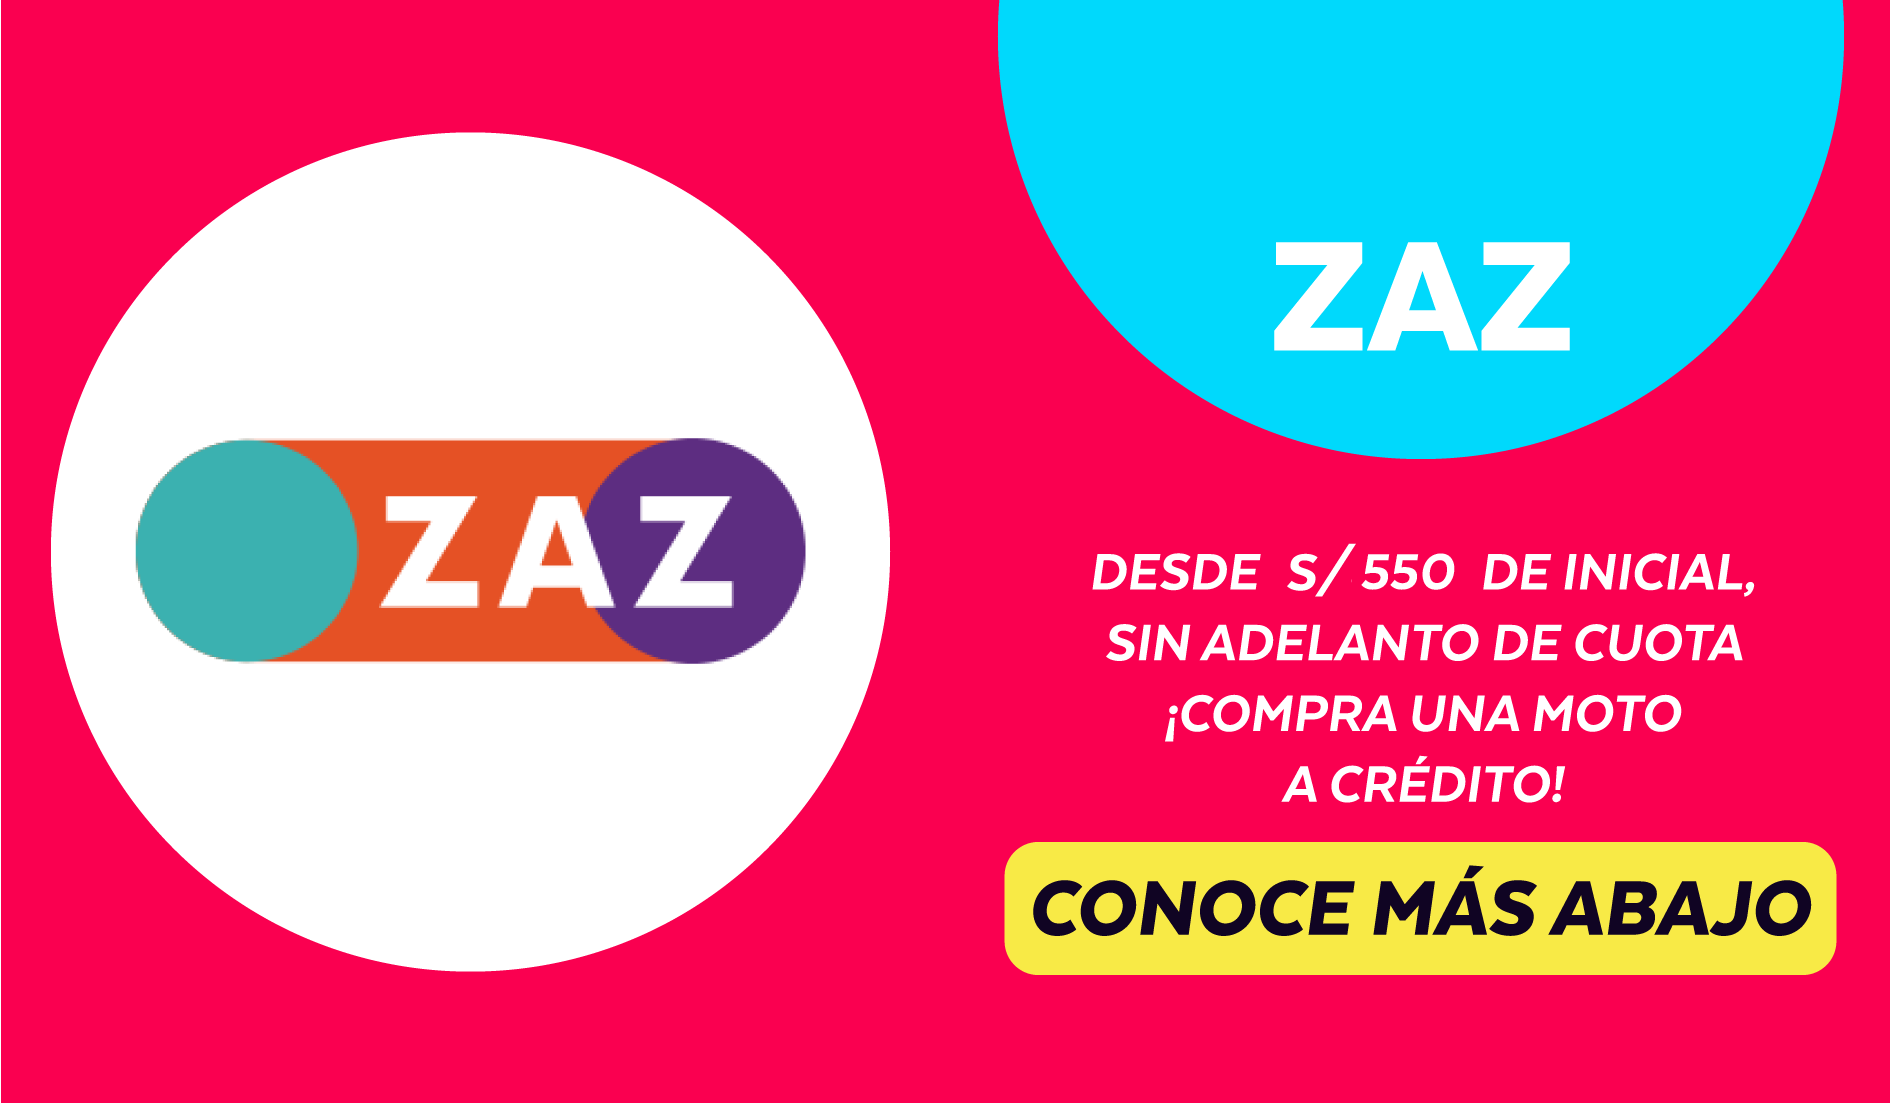 ZAZ
ZAZ
DESDE S/ 550 DE INICIAL,
SIN ADELANTO DE CUOTA
¡COMPRA UNA MOTO
A CRÉDITO!
CONOCE MÁS ABAJO